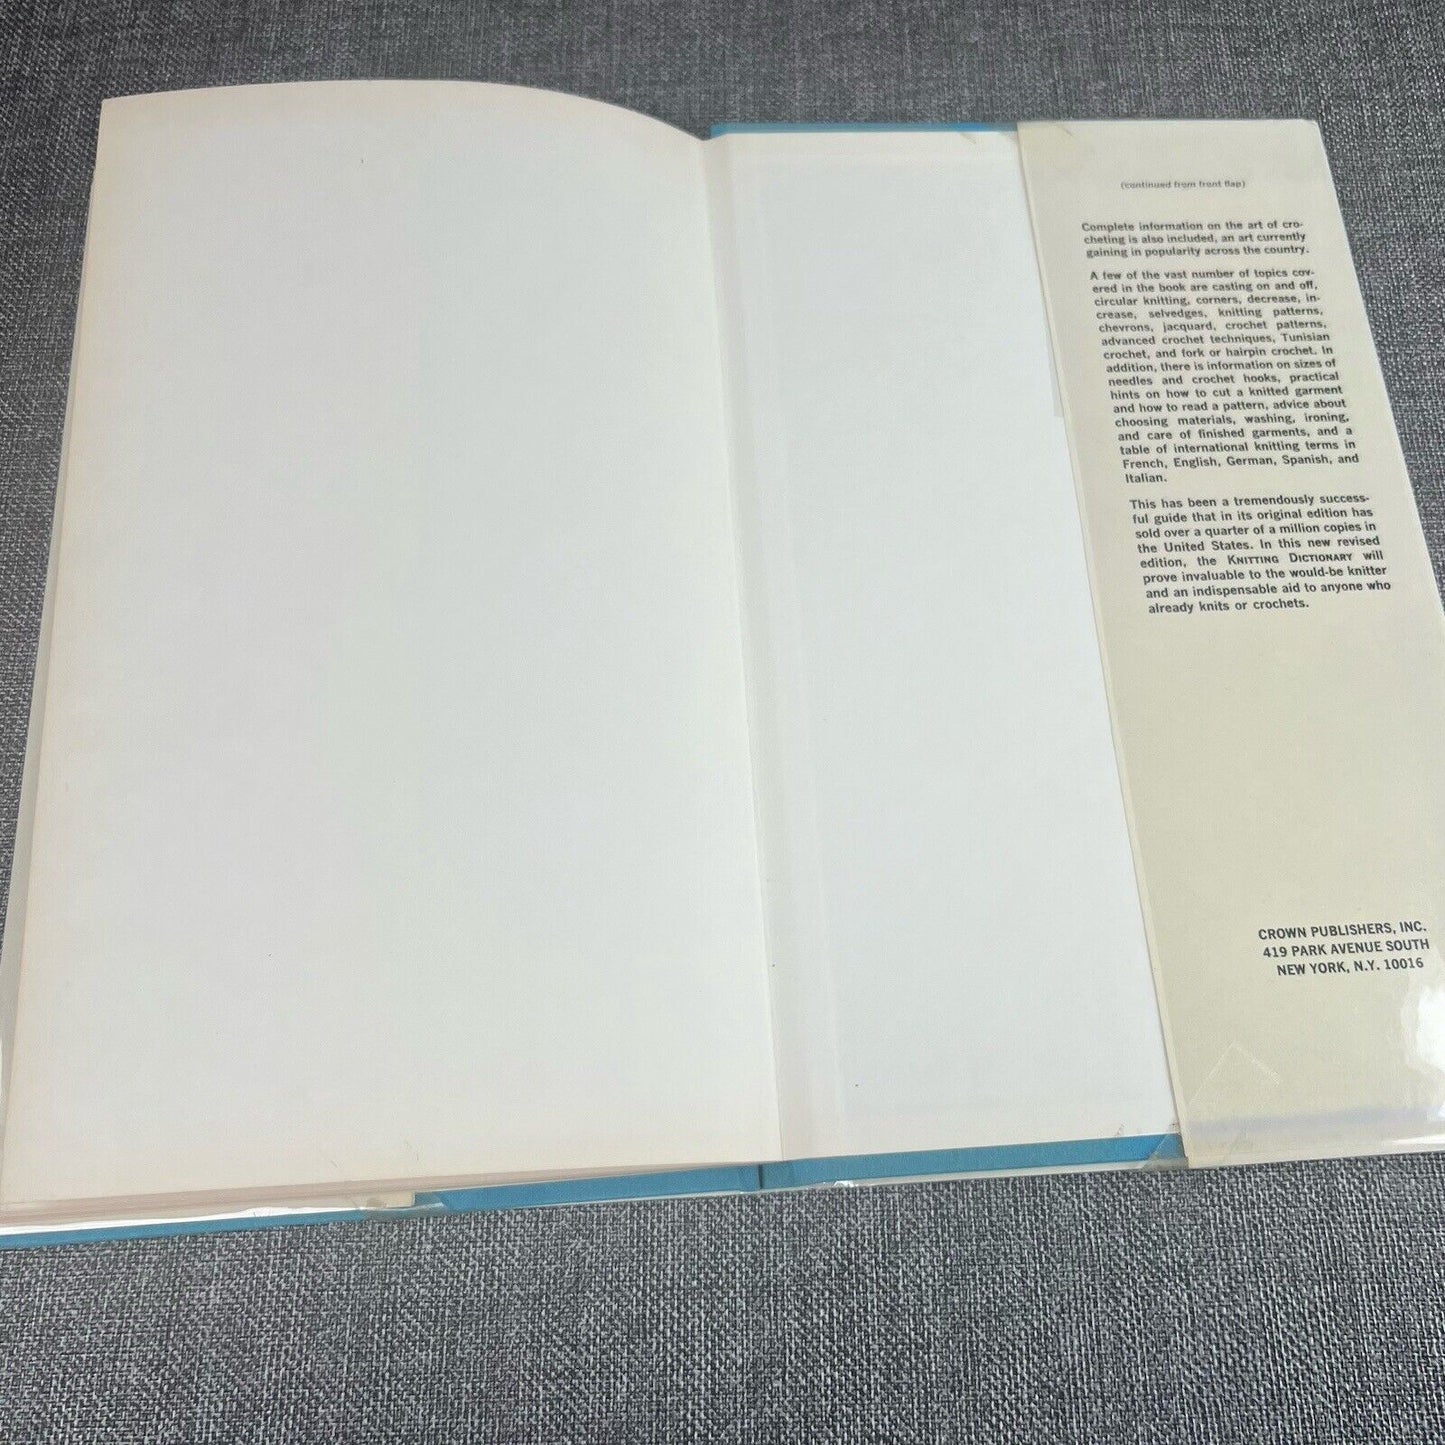 (continued from front flap)
Complete information on the art of cro-
cheting is also included, an art currently
gaining in popularity across the country.
A few of the vast number of topics cov-
ered in the book are casting on and off,
circular knitting, corners, decrease, in-
crease, selvedges, knitting patterns,
chevrons, jacquard, crochet patterns,
advanced crochet techniques, Tunisian
crochet, and fork or hairpin crochet. In
addition, there is information on sizes of
needles and crochet hooks, practical
hints on how to cut a knitted garment
and how to read a pattern, advice about
choosing materials, washing, ironing,
and care of finished garments, and a
table of international knitting terms in
French, English, German, Spanish, and
Italian.
This has been a tremendously success-
ful guide that in its original edition has
sold over a quarter of a million copies in
the United States. In this new revised
edition, the KNITTING DICTIONARY will
prove invaluable to the would-be knitter
and an indispensable aid to anyone who
already knits or crochets.
CROWN PUBLISHERS, INC.
419 PARK AVENUE SOUTH
NEW YORK, N.Y. 10016